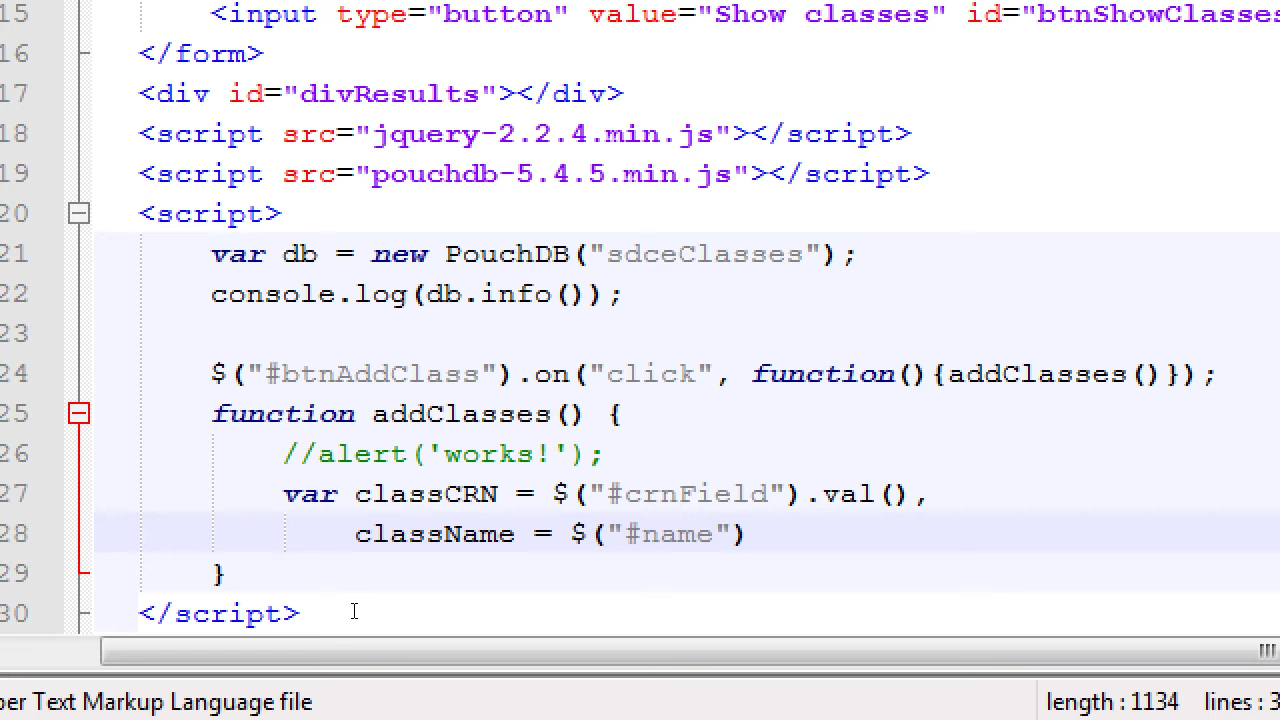 15 <input type="button" value="Show classes" id="btnShowClasses
16 </form>
17 <div id="divResults"></div>
18 <script src="jquery-2.2.4.min.js"></script>
19 <script src="pouchdb-5.4.5.min.js"></script>
20 <script>
21 var db = new PouchDB("sdceClasses");
22 console.log(db.info());
23
24 $("#btnAddClass").on("click", function(){addClasses()});
25 function addClasses() {
26 //alert('works!');
27 var classCRN = $("#crnField").val(),
28 className = $("#name")
29 }
30 </script>
per Text Markup Language file length : 1134 lines : 3